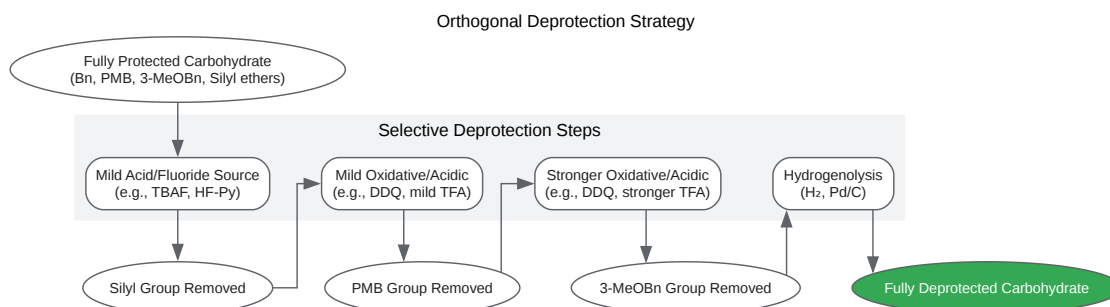 Orthogonal Deprotection Strategy
Fully Protected Carbohydrate
(Bn, PMB, 3-MeOBn, Silyl ethers)
Selective Deprotection Steps
Mild Acid/Fluoride Source
(e.g., TBAF, HF-Py)
Mild Oxidative/Acidic
(e.g., DDQ, mild TFA)
Stronger Oxidative/Acidic
(e.g., DDQ, stronger TFA)
Hydrogenolysis
(H₂, Pd/C)
Silyl Group Removed
PMB Group Removed
3-MeOBn Group Removed
Fully Deprotected Carbohydrate